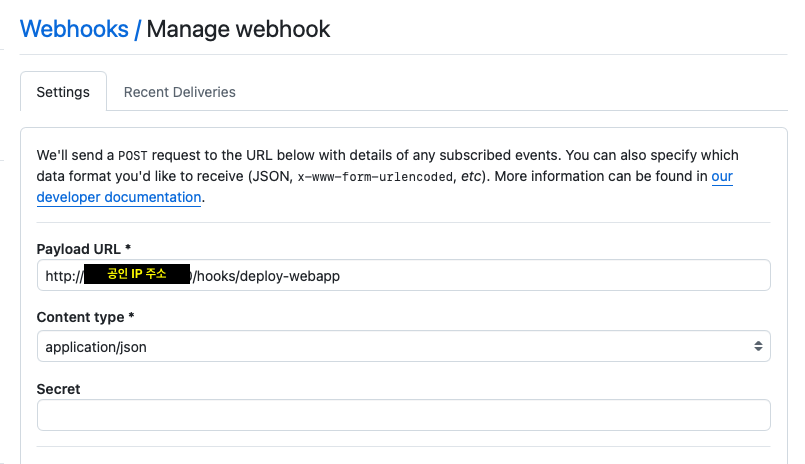 Webhooks / Manage webhook
Settings
Recent Deliveries
We'll send a POST request to the URL below with details of any subscribed events. You can also specify which
data format you'd like to receive (JSON, x-www-form-urlencoded, etc). More information can be found in our
developer documentation.
Payload URL *
http:// 공인 IP 주소 /hooks/deploy-webapp
Content type *
application/json
Secret